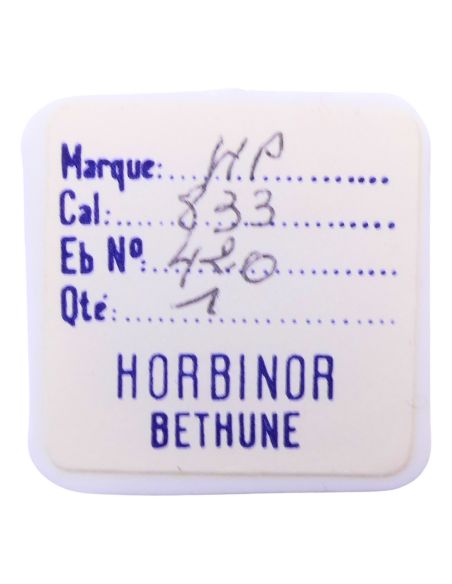 Marque: HP
Cal: 833
Eb Nº: 420
Qté: 1
HORBINOR
BETHUNE